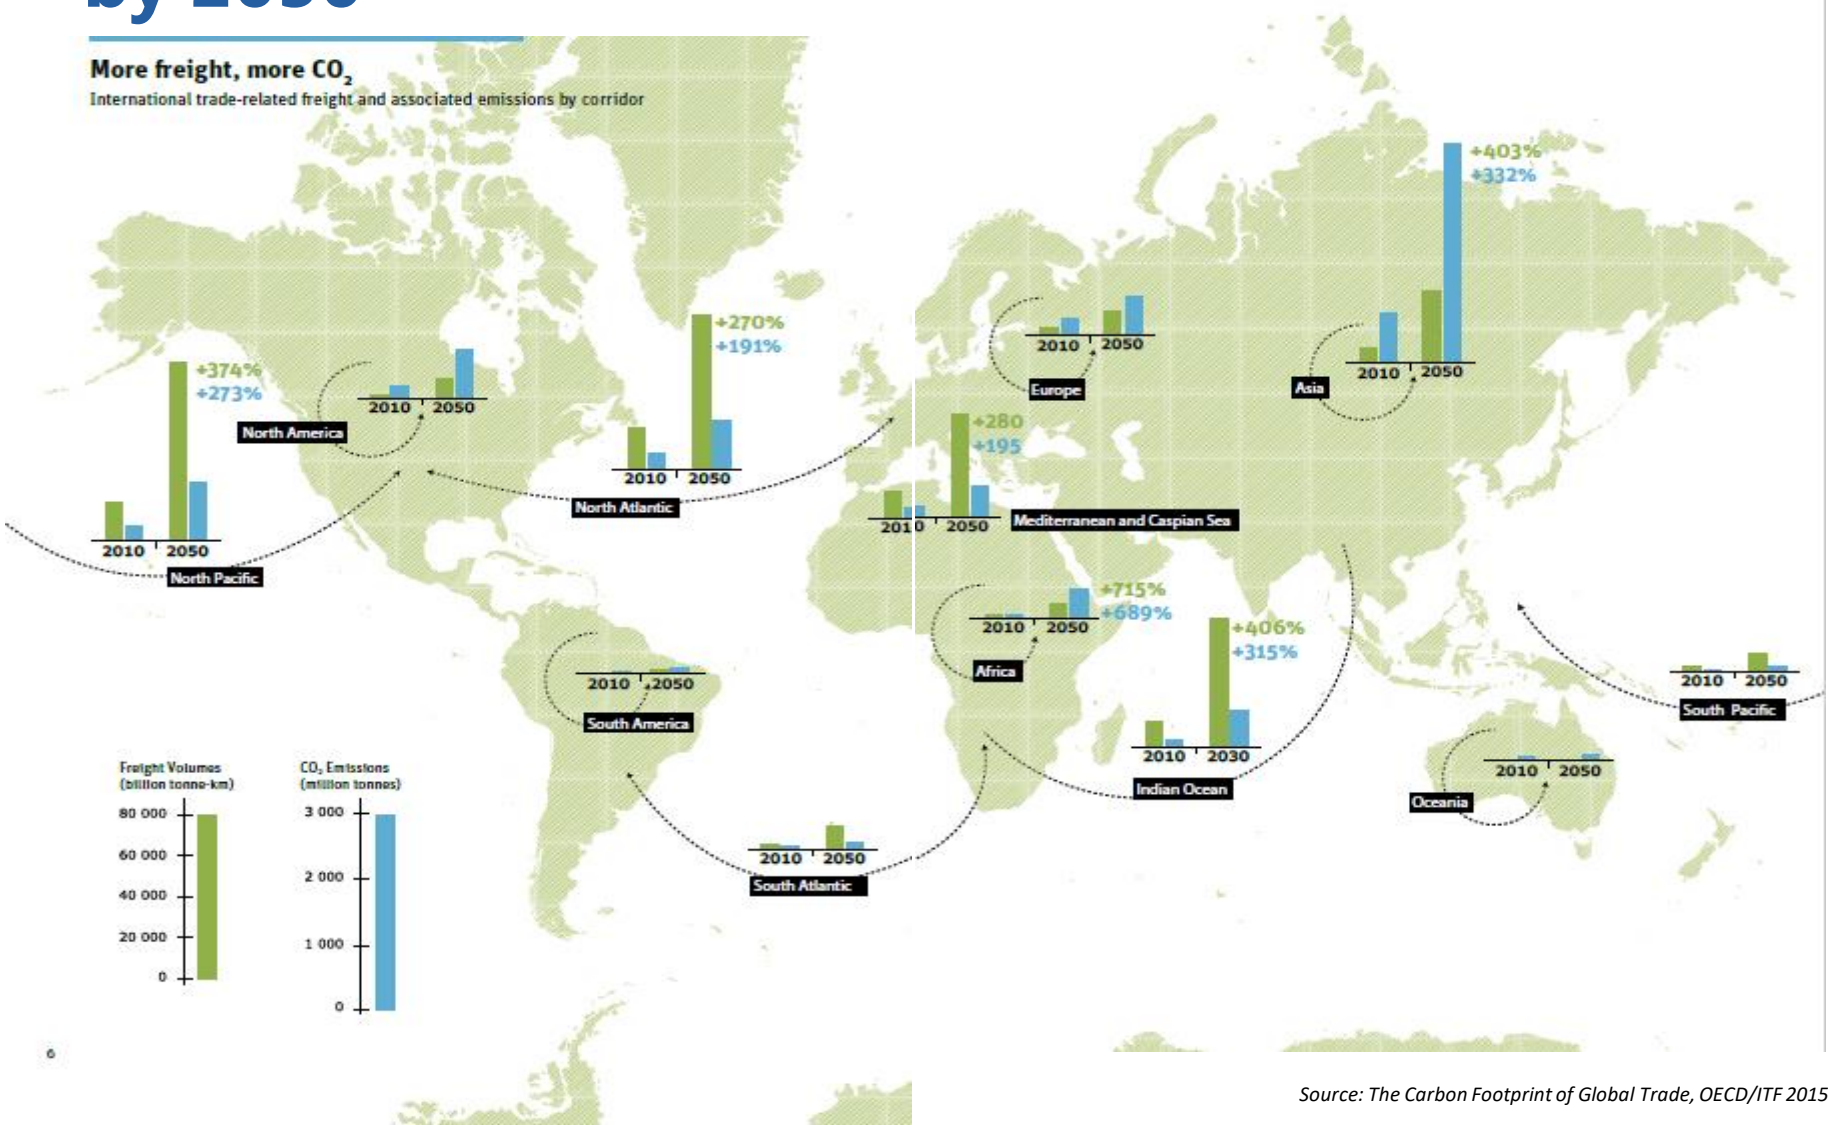 by 2050
More freight, more CO₂
International trade-related freight and associated emissions by corridor
+403%
+332%
2010 2050
Asia
2010 2050
Europe
+270%
+191%
2010 2050
North Atlantic
+374%
+273%
2010 2050
North Pacific
2010 2050
North America
+280
+195
2010 2050
Mediterranean and Caspian Sea
+715%
+689%
2010 2050
Africa
+406%
+315%
2010 2030
Indian Ocean
2010 2050
South America
2010 2050
South Pacific
2010 2050
Oceania
2010 2050
South Atlantic
Freight Volumes
(billion tonne-km)
80 000
60 000
40 000
20 000
0
CO₂ Emissions
(million tonnes)
3 000
2 000
1 000
0
6
Source: The Carbon Footprint of Global Trade, OECD/ITF 2015